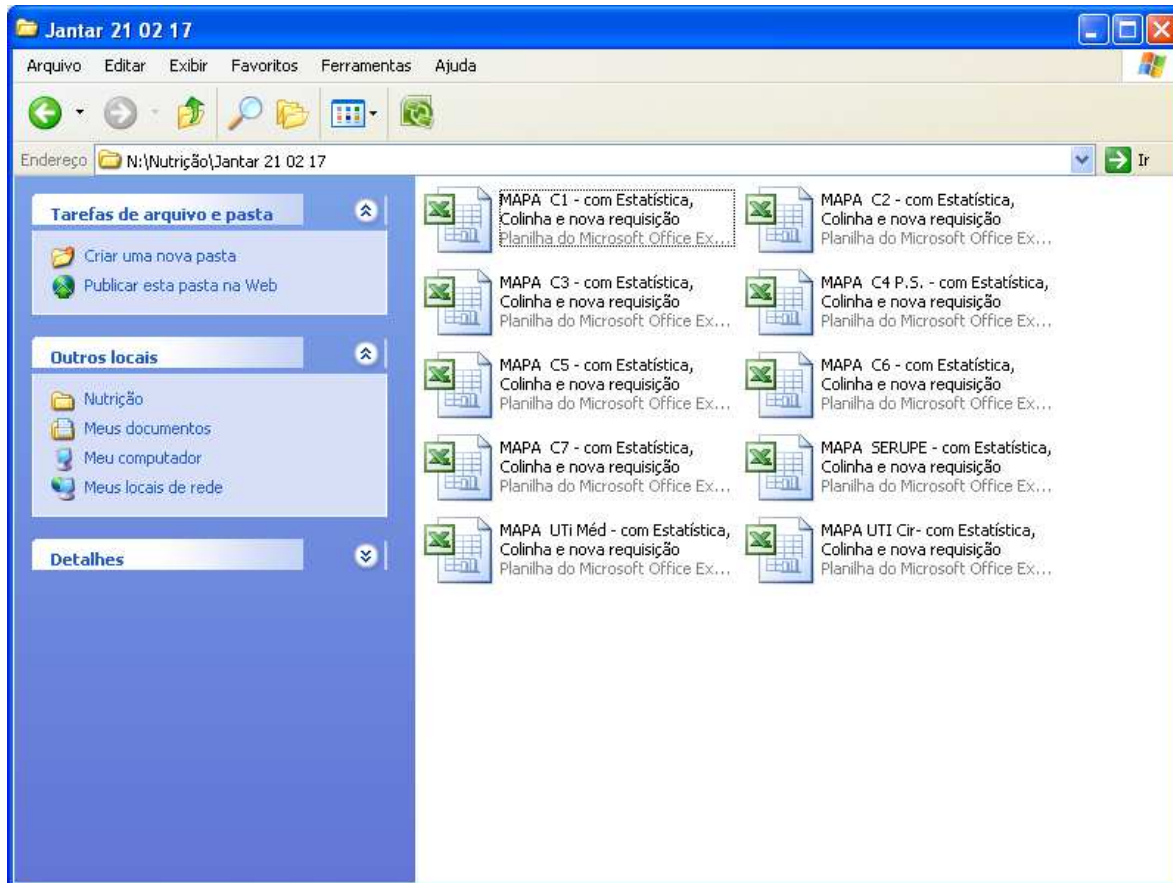 Jantar 21 02 17
Arquivo Editar Exibir Favoritos Ferramentas Ajuda
Endereço N:\Nutrição\Jantar 21 02 17 Ir
Tarefas de arquivo e pasta
Criar uma nova pasta
Publicar esta pasta na Web
Outros locais
Nutrição
Meus documentos
Meu computador
Meus locais de rede
Detalhes
MAPA C1 - com Estatística,
Colinha e nova requisição
Planilha do Microsoft Office Ex...
MAPA C2 - com Estatística,
Colinha e nova requisição
Planilha do Microsoft Office Ex...
MAPA C3 - com Estatística,
Colinha e nova requisição
Planilha do Microsoft Office Ex...
MAPA C4 P.S. - com Estatística,
Colinha e nova requisição
Planilha do Microsoft Office Ex...
MAPA C5 - com Estatística,
Colinha e nova requisição
Planilha do Microsoft Office Ex...
MAPA C6 - com Estatística,
Colinha e nova requisição
Planilha do Microsoft Office Ex...
MAPA C7 - com Estatística,
Colinha e nova requisição
Planilha do Microsoft Office Ex...
MAPA SERUPE - com Estatística,
Colinha e nova requisição
Planilha do Microsoft Office Ex...
MAPA UTi Méd - com Estatística,
Colinha e nova requisição
Planilha do Microsoft Office Ex...
MAPA UTI Cir- com Estatística,
Colinha e nova requisição
Planilha do Microsoft Office Ex...